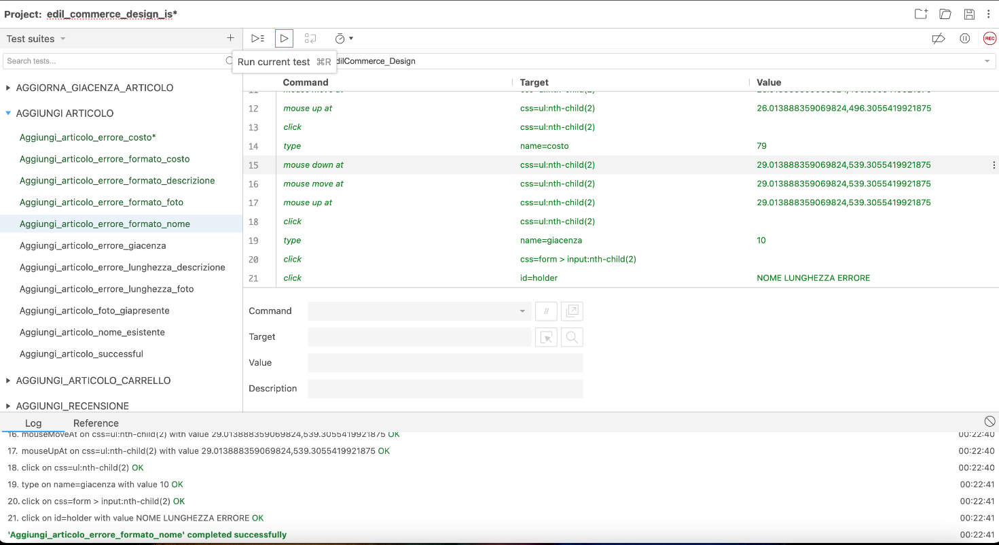 Project: edil_commerce_design_is*
Test suites
REC
Search tests...
Run current test ⌘R
dilCommerce_Design
Command Target Value
11 mouse move at css=ul:nth-child(2)
12 mouse up at css=ul:nth-child(2) 26.013888359069824,496.3055419921875
13 click css=ul:nth-child(2)
14 type name=costo 79
15 mouse down at css=ul:nth-child(2) 29.013888359069824,539.3055419921875
16 mouse move at css=ul:nth-child(2) 29.013888359069824,539.3055419921875
17 mouse up at css=ul:nth-child(2) 29.013888359069824,539.3055419921875
18 click css=ul:nth-child(2)
19 type name=giacenza 10
20 click css=form > input:nth-child(2)
21 click id=holder NOME LUNGHEZZA ERRORE
AGGIORNA_GIACENZA_ARTICOLO
AGGIUNGI ARTICOLO
Aggiungi_articolo_errore_costo*
Aggiungi_articolo_errore_formato_costo
Aggiungi_articolo_errore_formato_descrizione
Aggiungi_articolo_errore_formato_foto
Aggiungi_articolo_errore_formato_nome
Aggiungi_articolo_errore_giacenza
Aggiungi_articolo_errore_lunghezza_descrizione
Aggiungi_articolo_errore_lunghezza_foto
Aggiungi_articolo_foto_giapresente
Aggiungi_articolo_nome_esistente
Aggiungi_articolo_successful
AGGIUNGI_ARTICOLO_CARRELLO
AGGIUNGI_RECENSIONE
Command //
Target
Value
Description
Log Reference
16. mouseMoveAt on css=ul:nth-child(2) with value 29.013888359069824,539.3055419921875 OK 00:22:40
17. mouseUpAt on css=ul:nth-child(2) with value 29.013888359069824,539.3055419921875 OK 00:22:40
18. click on css=ul:nth-child(2) OK 00:22:40
19. type on name=giacenza with value 10 OK 00:22:41
20. click on css=form > input:nth-child(2) OK 00:22:41
21. click on id=holder with value NOME LUNGHEZZA ERRORE OK 00:22:41
'Aggiungi_articolo_errore_formato_nome' completed successfully 00:22:41